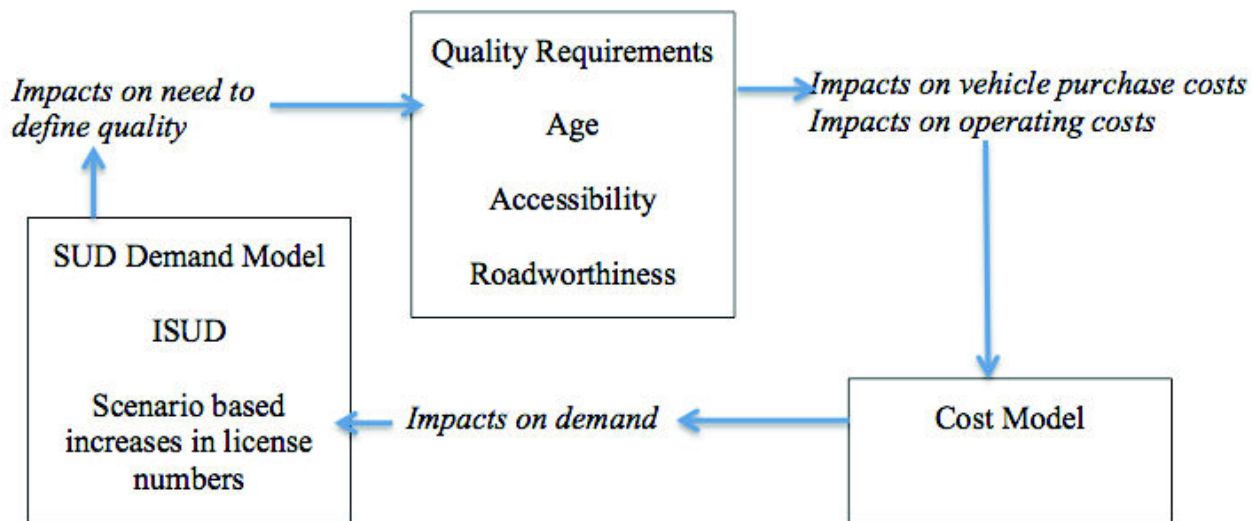 Quality Requirements
Age
Accessibility
Roadworthiness
Impacts on need to
define quality
Impacts on vehicle purchase costs
Impacts on operating costs
SUD Demand Model
ISUD
Scenario based
increases in license
numbers
Impacts on demand
Cost Model